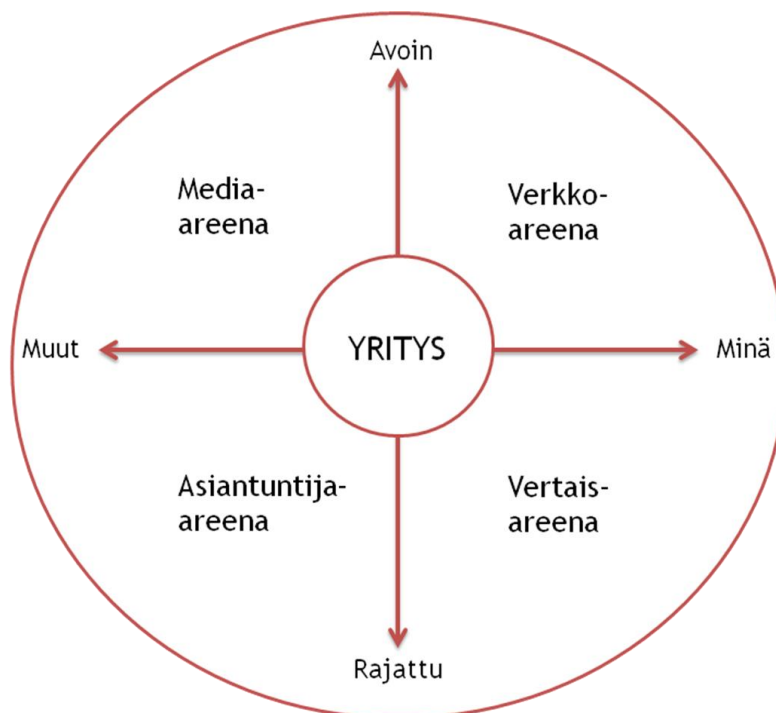 Avoin
Media-
areena
Verkko-
areena
Muut
YRITYS
Minä
Asiantuntija-
areena
Vertais-
areena
Rajattu